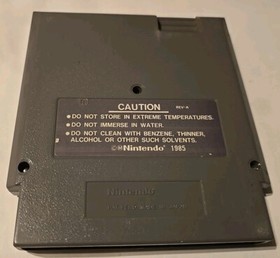 CAUTION
REV-A
•DO NOT STORE IN EXTREME TEMPERATURES.
•DO NOT IMMERSE IN WATER.
•DO NOT CLEAN WITH BENZENE, THINNER,
ALCOHOL OR OTHER SUCH SOLVENTS.
©Nintendo 1985
Nintendo